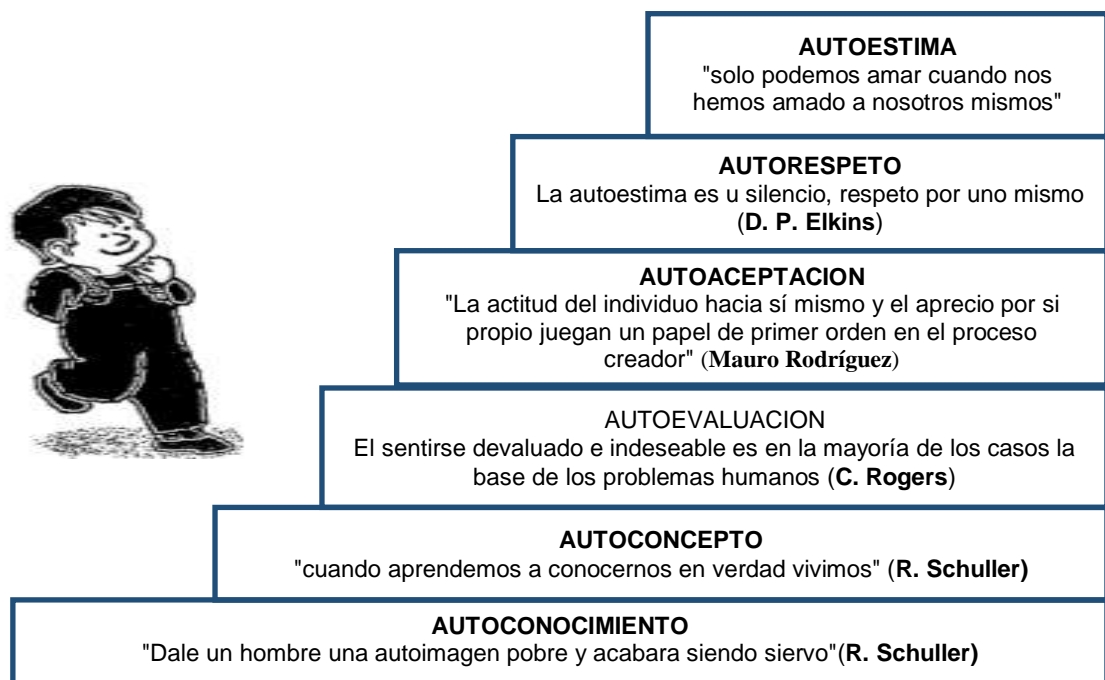 AUTOESTIMA
"solo podemos amar cuando nos
hemos amado a nosotros mismos"
AUTORESPETO
La autoestima es u silencio, respeto por uno mismo
(D. P. Elkins)
AUTOACEPTACION
"La actitud del individuo hacia sí mismo y el aprecio por si
propio juegan un papel de primer orden en el proceso
creador" (Mauro Rodríguez)
AUTOEVALUACION
El sentirse devaluado e indeseable es en la mayoría de los casos la
base de los problemas humanos (C. Rogers)
AUTOCONCEPTO
"cuando aprendemos a conocernos en verdad vivimos" (R. Schuller)
AUTOCONOCIMIENTO
"Dale un hombre una autoimagen pobre y acabara siendo siervo"(R. Schuller)